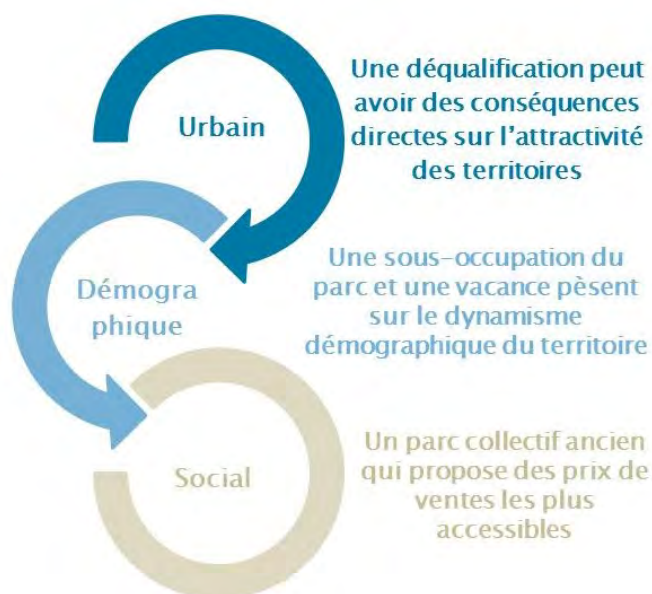 Urbain
Une déqualification peut
avoir des conséquences
directes sur l'attractivité
des territoires
Démogra
phique
Une sous-occupation du
parc et une vacance pèsent
sur le dynamisme
démographique du territoire
Social
Un parc collectif ancien
qui propose des prix de
ventes les plus
accessibles